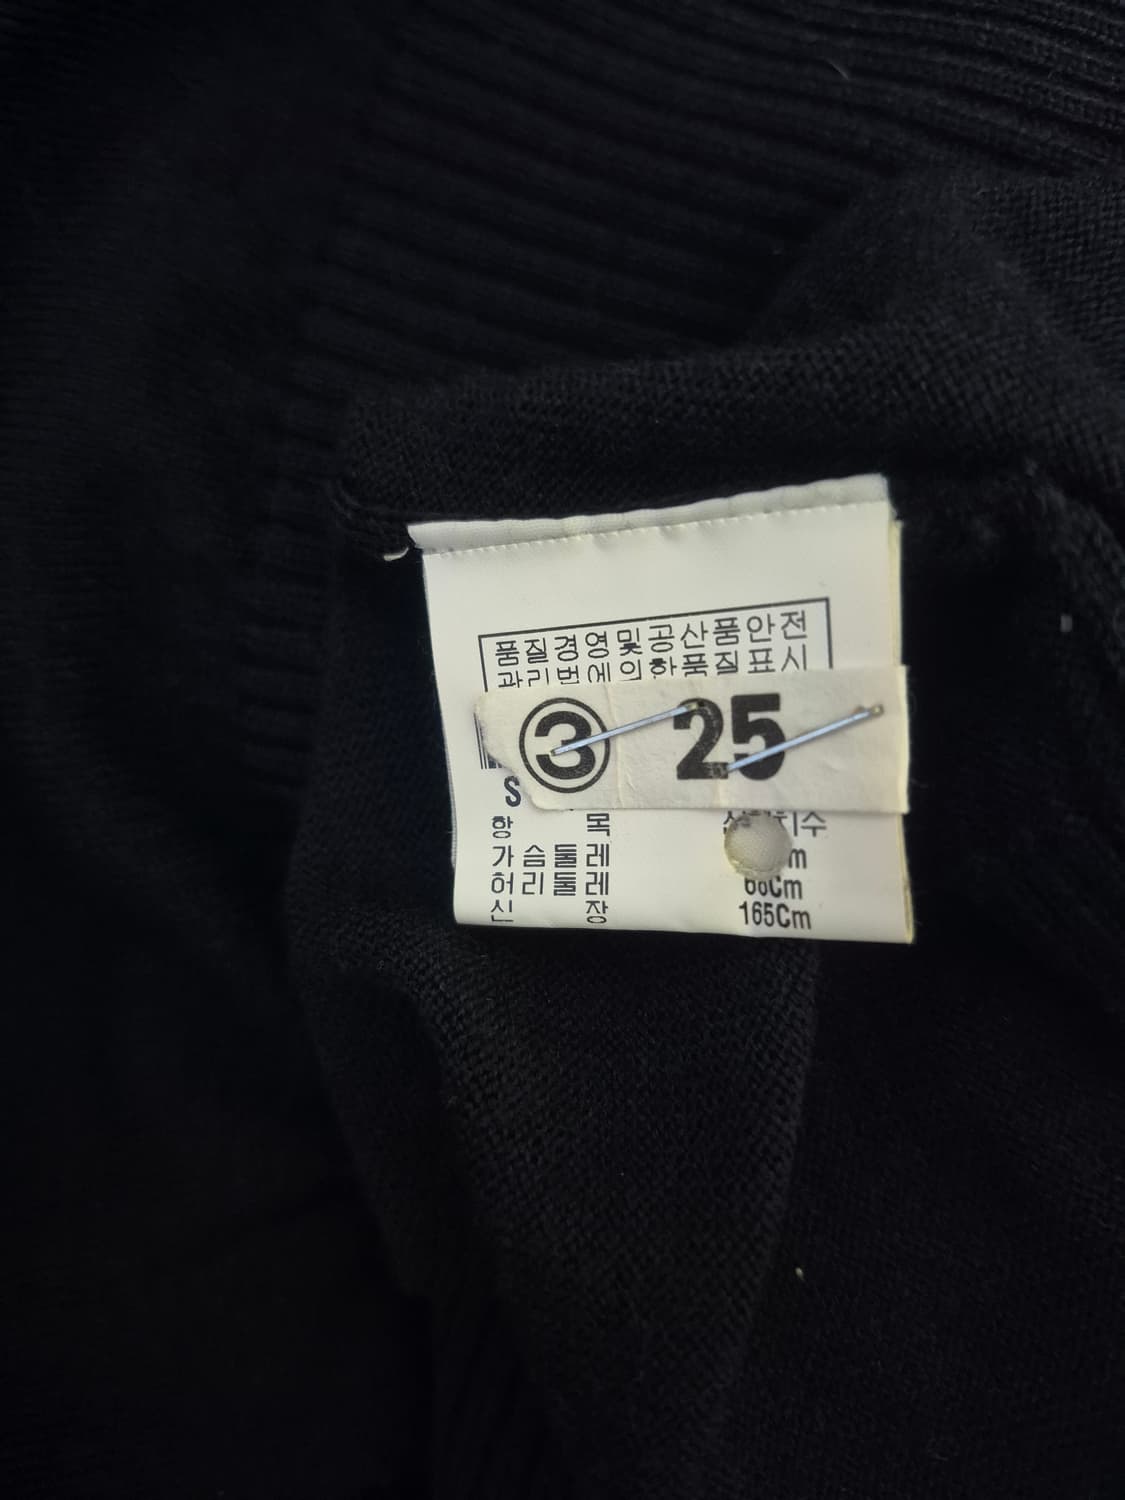 품질경영및공산품안전
관리법에의한품질표시
③ 25
S
항 목
가 슴 둘 레
허 리 둘 레
신 장 165Cm